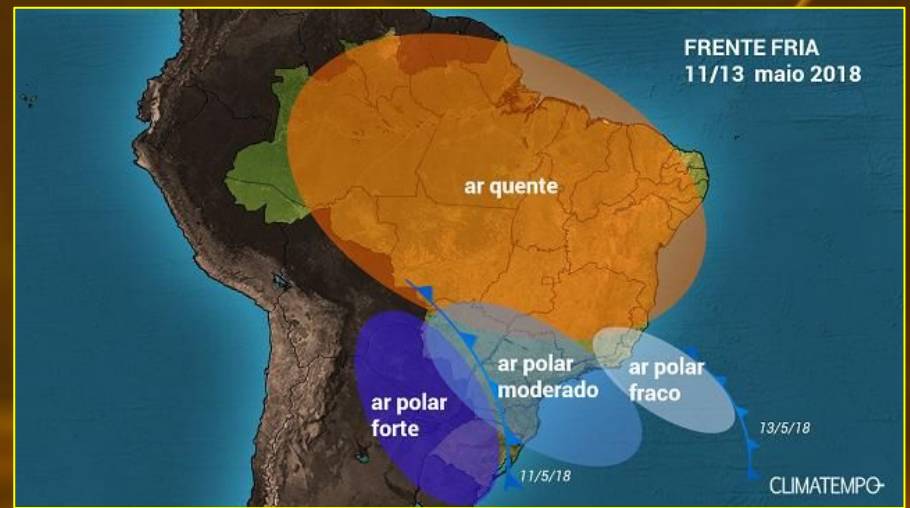 FRENTE FRIA
11/13 maio 2018
ar quente
ar polar
moderado
ar polar
fraco
ar polar
forte
13/5/18
11/5/18
CLIMATEMPO